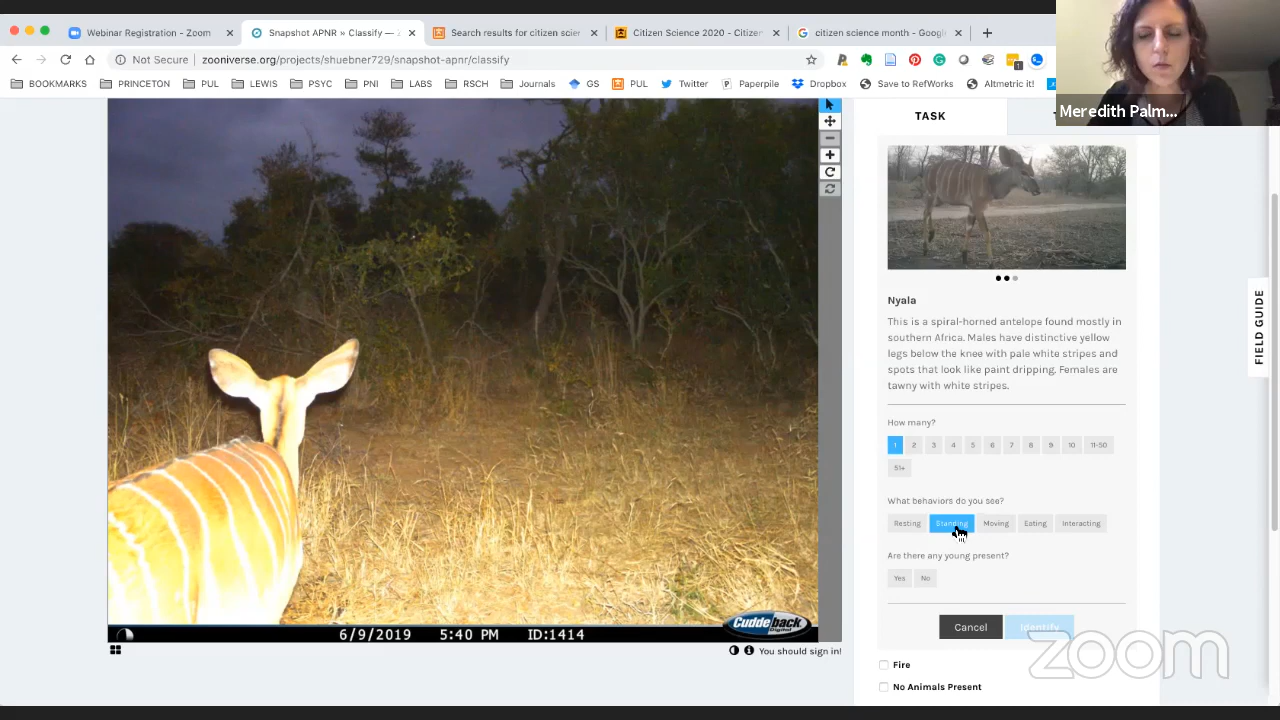 Webinar Registration - Zoom
Snapshot APNR » Classify —
Search results for citizen scien
Citizen Science 2020 - Citizen
citizen science month - Googl
Not Secure
zooniverse.org/projects/shuebner729/snapshot-apnr/classify
BOOKMARKS
PRINCETON
PUL
LEWIS
PSYC
PNI
LABS
RSCH
Journals
GS
PUL
Twitter
Paperpile
Dropbox
Save to RefWorks
Altmetric it!
Meredith Palm...
TASK
Nyala
This is a spiral-horned antelope found mostly in
southern Africa. Males have distinctive yellow
legs below the knee with pale white stripes and
spots that look like paint dripping. Females are
tawny with white stripes.
How many?
1 2 3 4 5 6 7 8 9 10 11-50
51+
What behaviors do you see?
Resting Standing Moving Eating Interacting
Are there any young present?
Yes No
Cancel Identify
Fire
No Animals Present
FIELD GUIDE
Cuddeback
Digital
6/9/2019 5:40 PM ID:1414
You should sign in!
zoom